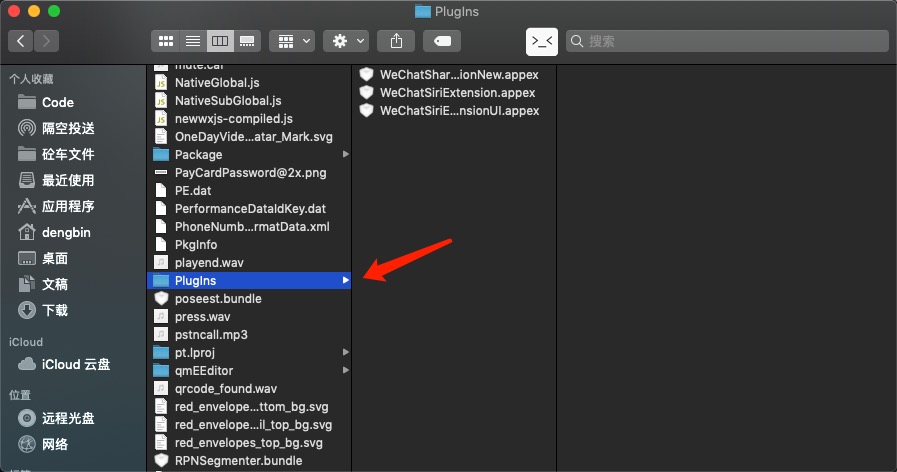 PlugIns
>_<
搜索
个人收藏
Code
隔空投送
砼车文件
最近使用
应用程序
dengbin
桌面
文稿
下载
iCloud
iCloud 云盘
位置
远程光盘
网络
mute.caf
NativeGlobal.js
NativeSubGlobal.js
newwxjs-compiled.js
OneDayVide...atar_Mark.svg
Package
PayCardPassword@2x.png
PE.dat
PerformanceDataIdKey.dat
PhoneNumb...rmatData.xml
PkgInfo
playend.wav
PlugIns
poseest.bundle
press.wav
pstncall.mp3
pt.lproj
qmEEditor
qrcode_found.wav
red_envelope...ttom_bg.svg
red_envelope...il_top_bg.svg
red_envelopes_top_bg.svg
RPNSegmenter.bundle
WeChatShar...ionNew.appex
WeChatSiriExtension.appex
WeChatSiriE...nsionUI.appex